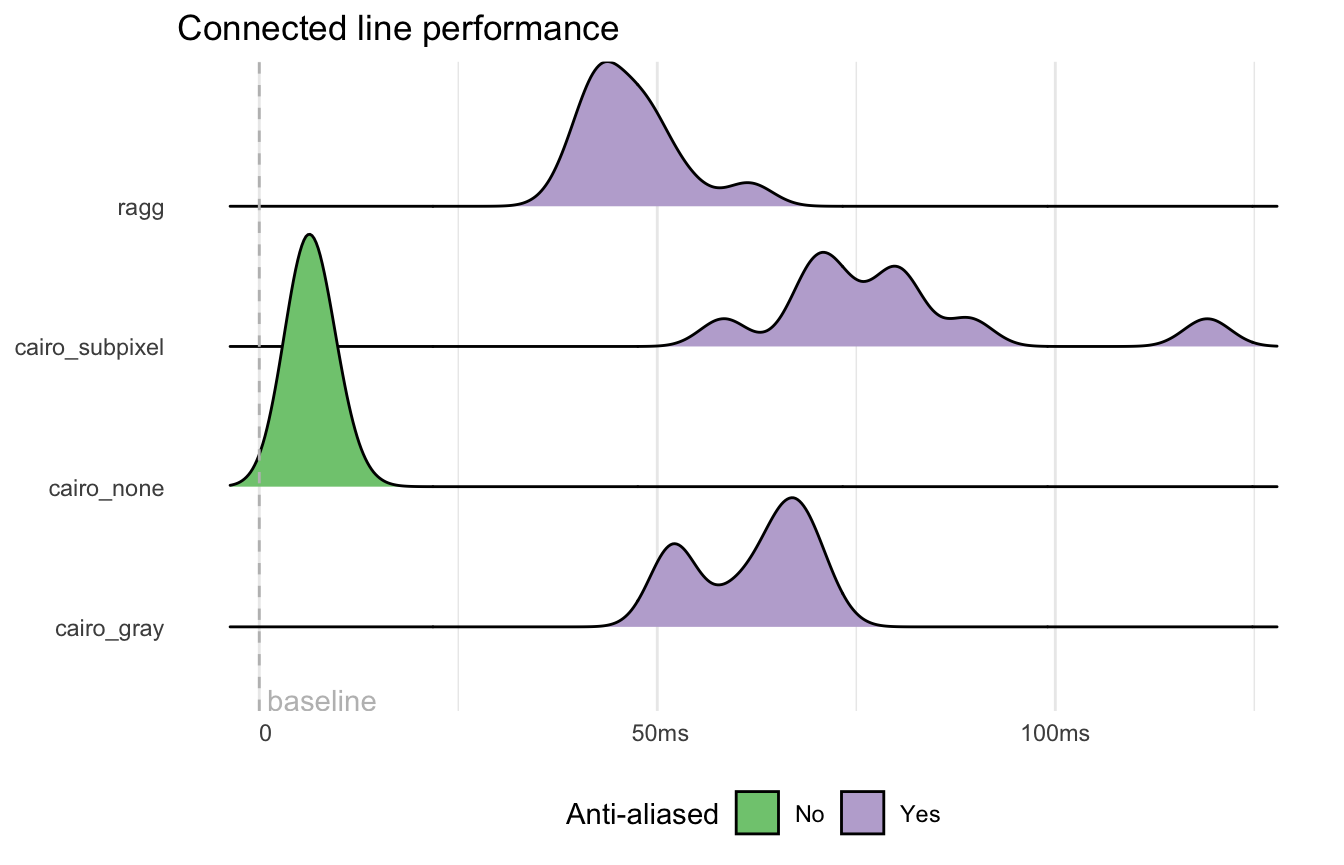 Connected line performance
ragg
cairo_subpixel
cairo_none
cairo_gray
baseline
0 50ms 100ms
Anti-aliased No Yes